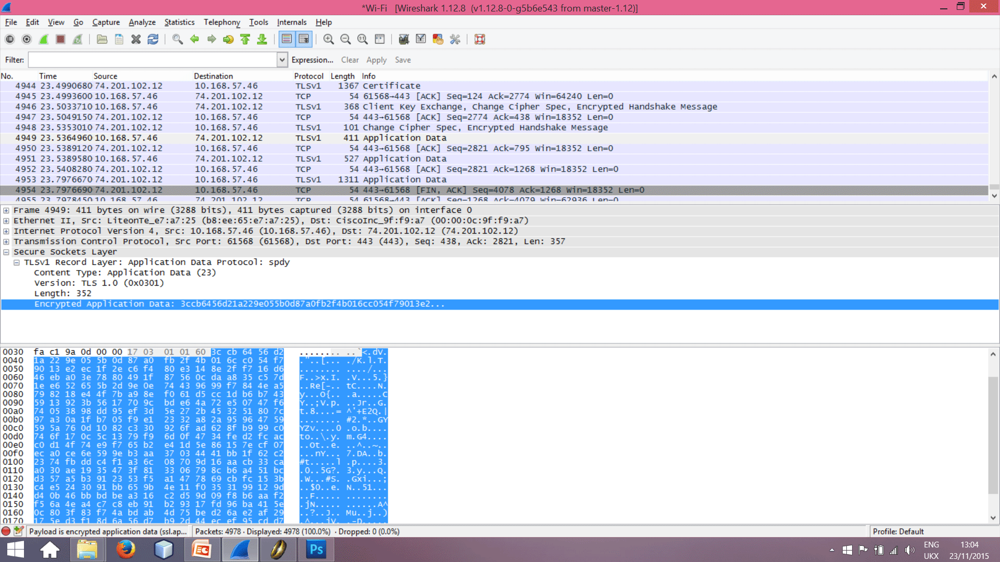 *Wi-Fi [Wireshark 1.12.8 (v1.12.8-0-g5b6e543 from master-1.12)]
File Edit View Go Capture Analyze Statistics Telephony Tools Internals Help
Filter: Expression... Clear Apply Save
No. Time Source Destination Protocol Length Info
4944 23.4990680 74.201.102.12 10.168.57.46 TLSv1 1367 Certificate
4945 23.4993600 10.168.57.46 74.201.102.12 TCP 54 61568→443 [ACK] Seq=124 Ack=2774 Win=64240 Len=0
4946 23.5033710 10.168.57.46 74.201.102.12 TLSv1 368 Client Key Exchange, Change Cipher Spec, Encrypted Handshake Message
4947 23.5049150 74.201.102.12 10.168.57.46 TCP 54 443→61568 [ACK] Seq=2774 Ack=438 Win=18352 Len=0
4948 23.5353010 74.201.102.12 10.168.57.46 TLSv1 101 Change Cipher Spec, Encrypted Handshake Message
4949 23.5364960 10.168.57.46 74.201.102.12 TLSv1 411 Application Data
4950 23.5389120 74.201.102.12 10.168.57.46 TCP 54 443→61568 [ACK] Seq=2821 Ack=795 Win=18352 Len=0
4951 23.5389580 10.168.57.46 74.201.102.12 TLSv1 527 Application Data
4952 23.5408280 74.201.102.12 10.168.57.46 TCP 54 443→61568 [ACK] Seq=2821 Ack=1268 Win=18352 Len=0
4953 23.7976670 74.201.102.12 10.168.57.46 TLSv1 1311 Application Data
4954 23.7976690 74.201.102.12 10.168.57.46 TCP 54 443→61568 [FIN, ACK] Seq=4078 Ack=1268 Win=18352 Len=0
4955 23.7978450 10.168.57.46 74.201.102.12 TCP 54 61568→443 [ACK] Seq=1268 Ack=4079 Win=62936 Len=0
Frame 4949: 411 bytes on wire (3288 bits), 411 bytes captured (3288 bits) on interface 0
Ethernet II, Src: LiteonTe_e7:a7:25 (b8:ee:65:e7:a7:25), Dst: CiscoInc_9f:f9:a7 (00:00:0c:9f:f9:a7)
Internet Protocol Version 4, Src: 10.168.57.46 (10.168.57.46), Dst: 74.201.102.12 (74.201.102.12)
Transmission Control Protocol, Src Port: 61568 (61568), Dst Port: 443 (443), Seq: 438, Ack: 2821, Len: 357
Secure Sockets Layer
TLSv1 Record Layer: Application Data Protocol: spdy
Content Type: Application Data (23)
Version: TLS 1.0 (0x0301)
Length: 352
Encrypted Application Data: 3ccb6456d21a229e055b0d87a0fb2f4b016cc054f79013e2...
0030 fa c1 9a 0d 00 00 17 03 01 01 60 3c cb 64 56 d2 ........ ..`<.dV.
0040 1a 22 9e 05 5b 0d 87 a0 fb 2f 4b 01 6c c0 54 f7 ."..[... ./K.l.T.
0050 90 13 e2 ec 1f 2e c6 f4 80 e3 14 8e 2f f7 16 d6 ........ ..../...
0060 46 eb a0 3e 78 80 49 1f 87 56 0c da a8 35 c5 7d F..>x.I. .V...5.}
0070 1e e6 52 65 5b 2d 9e 0e 74 43 96 99 f7 84 4e a5 ..Re[-.. tC....N.
0080 79 82 18 e4 4f 7b a9 8e f0 61 d5 cc 1d b6 b7 43 y...O{.. .a.....C
0090 59 13 92 3b 56 17 70 9c bd e6 4a 72 e5 07 47 f6 Y..;V.p. ..Jr..G.
00a0 74 05 38 98 dd 95 ef 3d 5e 27 2b 45 32 51 80 7c t.8....= ^'+E2Q.|
00b0 97 a3 0a 1f b7 05 f9 e1 23 32 a8 2a 95 96 47 59 ........ #2.*..GY
00c0 59 5a 76 0d 10 82 c3 30 92 6f ad 62 8f b9 99 c0 YZv....0 .o.b....
00d0 74 6f 17 0c 5c 13 79 f9 6d 0f 47 34 fe d2 fc ac to..\.y. m.G4....
00e0 c0 d1 4f 74 e9 f7 65 b2 e4 1d 5e 86 15 7e cf 07 ..Ot..e. ..^..~..
00f0 ec a0 ce 6e 59 9e b3 aa 37 03 44 41 bb 1f 62 c2 ...nY... 7.DA..b.
0100 23 74 fb dd c4 f1 a3 6c 08 70 9d 16 aa cb 33 ca #t.....l .p....3.
0110 a0 30 ae 19 35 47 3f 81 33 06 79 8c b6 a4 51 bc .0..5G?. 3.y...Q.
0120 d3 57 a5 b3 91 23 53 f5 a1 47 78 69 cb fc 15 3b .W...#S. .Gxi...;
0130 c4 e5 24 30 91 bb 65 9b 4e 11 f0 35 31 99 12 9d ..$0..e. N..51...
0140 d4 0b 46 bb bd be a3 16 c2 d5 9d 09 f8 b6 aa f2 ..F..... ........
0150 f5 6a 4e a4 c7 c8 eb 91 b2 93 17 fd 96 ba 41 5e .jN..... ......A^
0160 0c 80 3f 83 f7 4a bd ab 4d 75 be d2 6a e2 af 29 ..?..J.. Mu..j..)
0170 17 5e d3 f1 8d 6a 56 d7 b9 2d 44 ec ef 95 cd d7 .^...jV. .-D.....
Payload is encrypted application data (ssl.ap... Packets: 4978 · Displayed: 4978 (100.0%) · Dropped: 0 (0.0%) Profile: Default
Ps
ENG 13:04
UKX 23/11/2015